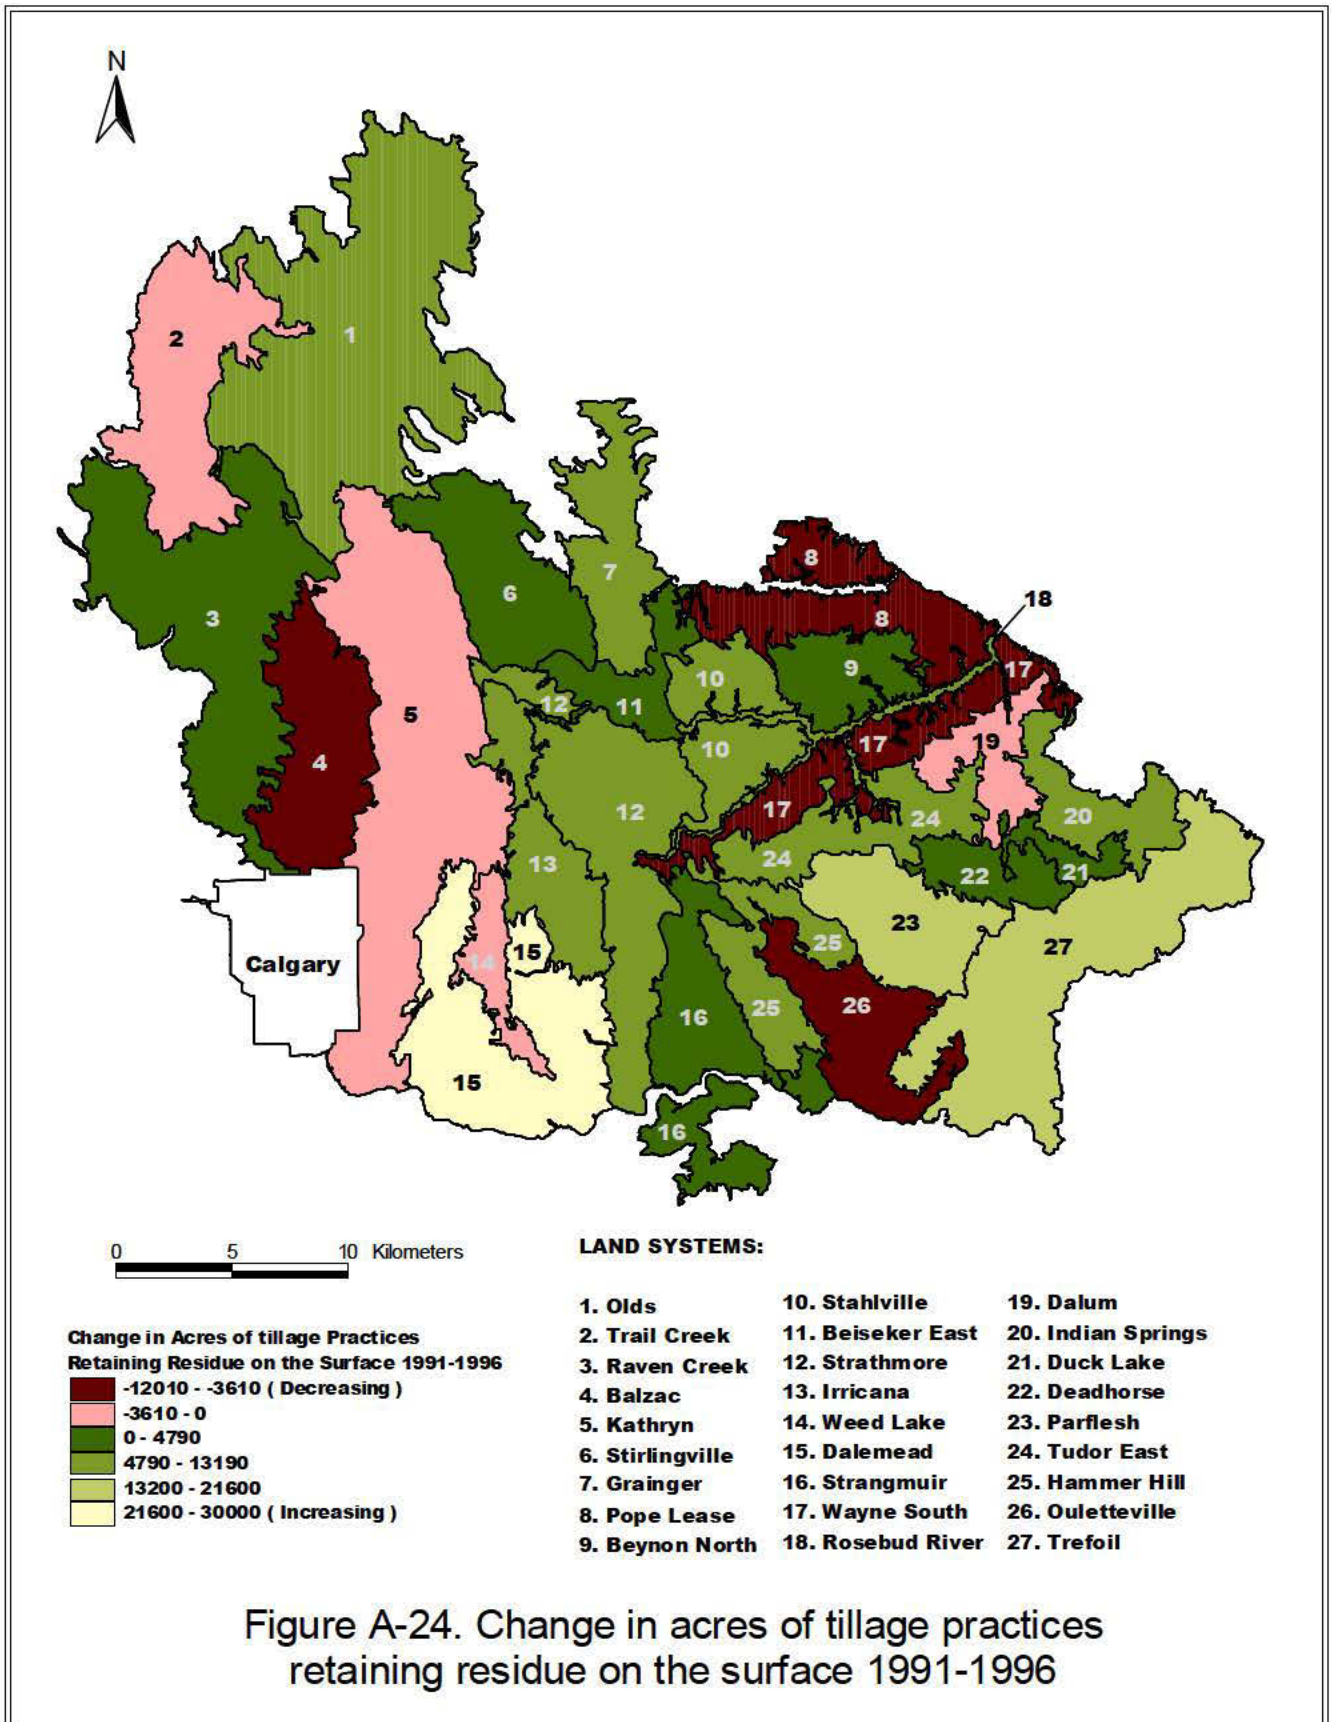 N
1
2
3
4
5
6
7
8
8
18
9
17
10
12
11
10
17
19
12
17
24
20
13
24
22
21
23
25
27
Calgary
14
15
16
25
26
15
16
0 5 10 Kilometers
Change in Acres of tillage Practices
Retaining Residue on the Surface 1991-1996
-12010 - -3610 ( Decreasing )
-3610 - 0
0 - 4790
4790 - 13190
13200 - 21600
21600 - 30000 ( Increasing )
LAND SYSTEMS:
1. Olds
2. Trail Creek
3. Raven Creek
4. Balzac
5. Kathryn
6. Stirlingville
7. Grainger
8. Pope Lease
9. Beynon North
10. Stahlville
11. Beiseker East
12. Strathmore
13. Irricana
14. Weed Lake
15. Dalemead
16. Strangmuir
17. Wayne South
18. Rosebud River
19. Dalum
20. Indian Springs
21. Duck Lake
22. Deadhorse
23. Parflesh
24. Tudor East
25. Hammer Hill
26. Ouletteville
27. Trefoil
Figure A-24. Change in acres of tillage practices
retaining residue on the surface 1991-1996